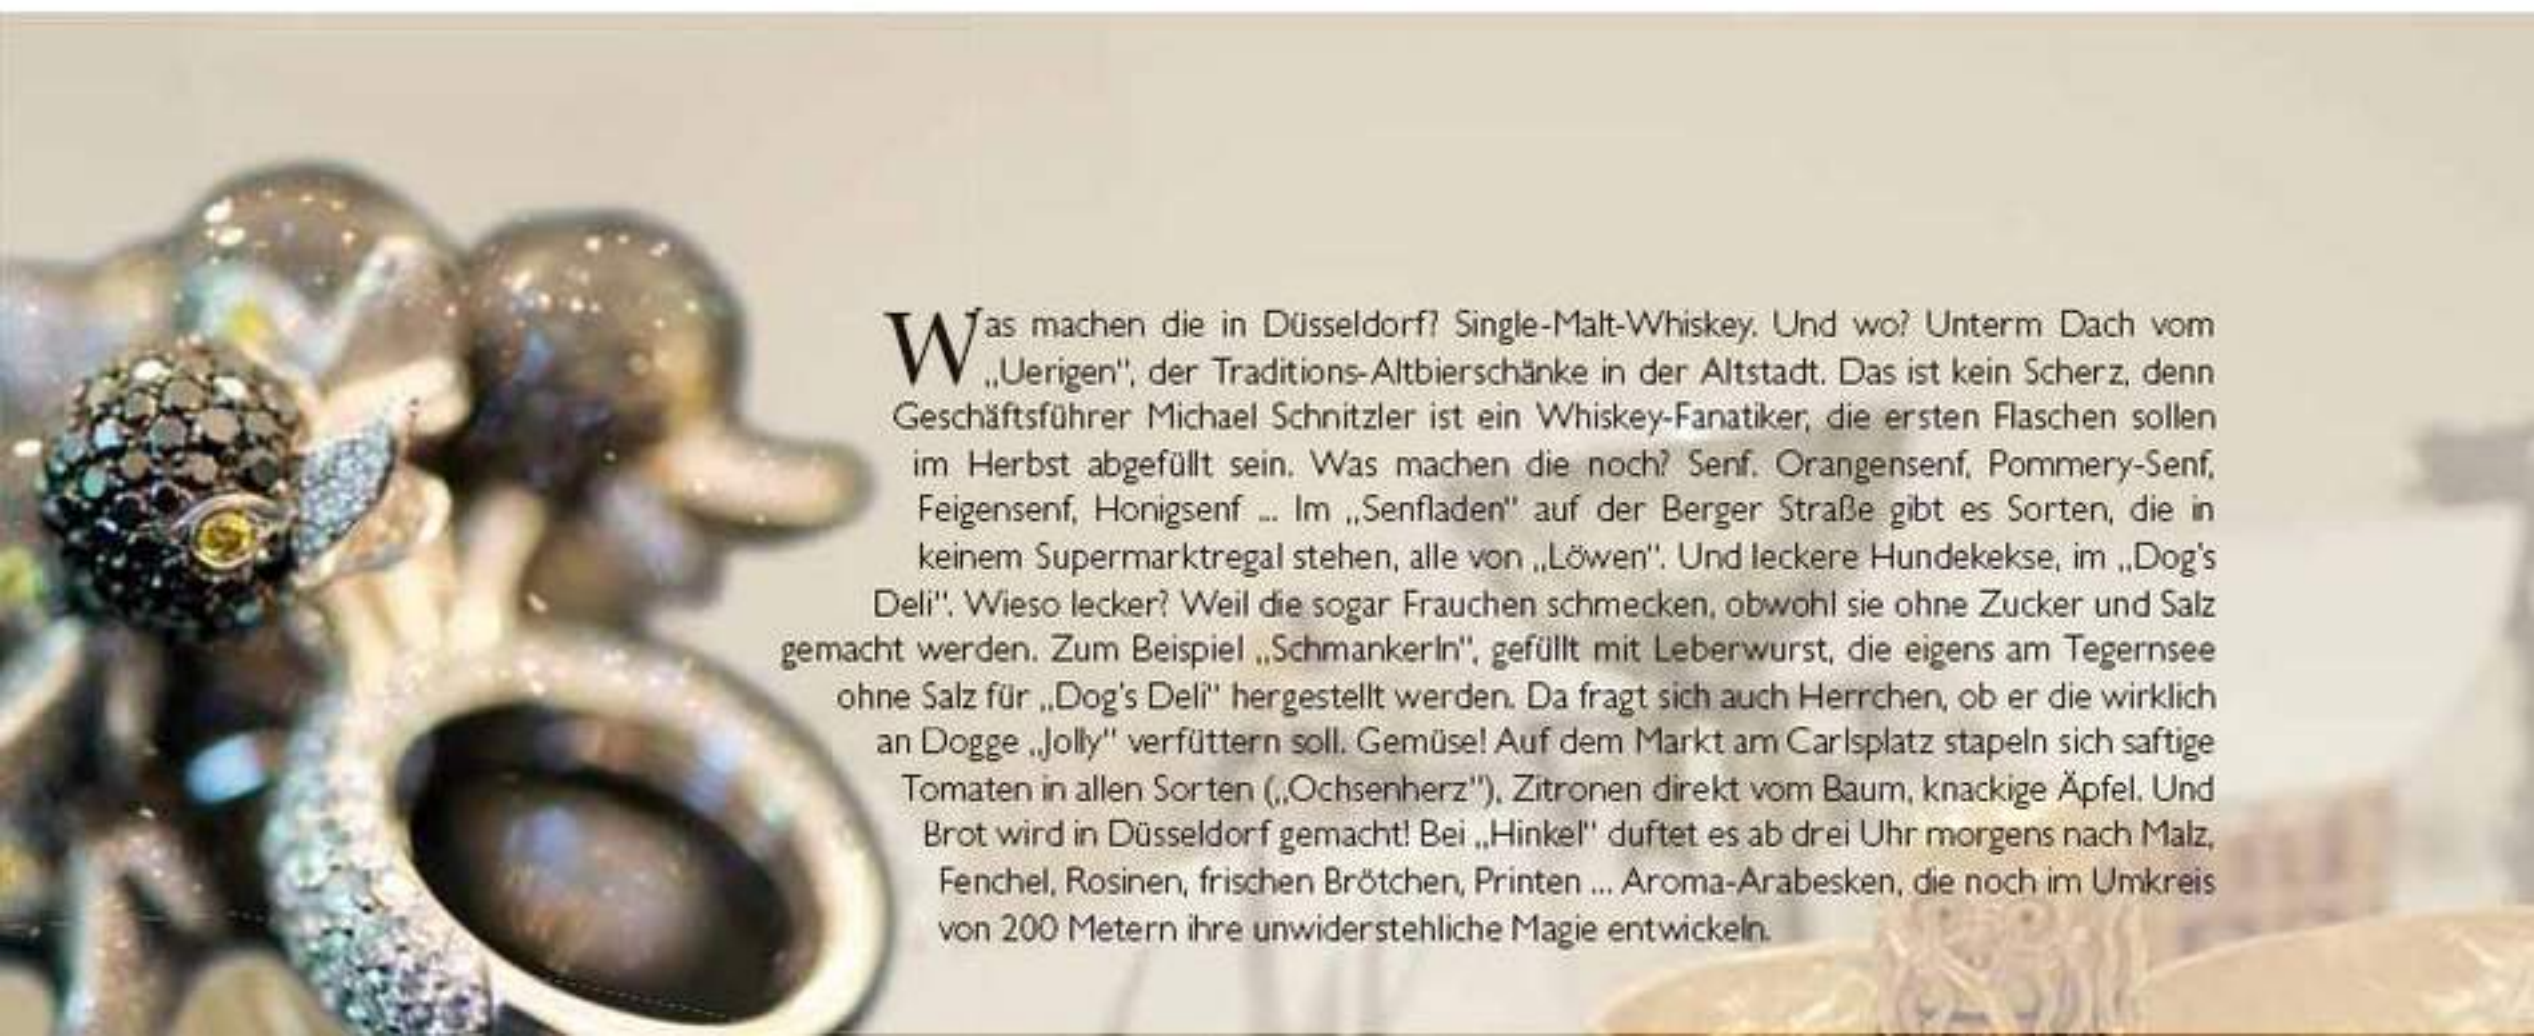 Was machen die in Düsseldorf? Single-Malt-Whiskey. Und wo? Unterm Dach vom
„Uerigen“, der Traditions-Altbierschänke in der Altstadt. Das ist kein Scherz, denn
Geschäftsführer Michael Schnitzler ist ein Whiskey-Fanatiker, die ersten Flaschen sollen
im Herbst abgefüllt sein. Was machen die noch? Senf. Orangensenf, Pommery-Senf,
Feigensenf, Honigsenf ... Im „Senfladen“ auf der Berger Straße gibt es Sorten, die in
keinem Supermarktregal stehen, alle von „Löwen“. Und leckere Hundekekse, im „Dog's
Deli“. Wieso lecker? Weil die sogar Frauchen schmecken, obwohl sie ohne Zucker und Salz
gemacht werden. Zum Beispiel „Schmankerln“, gefüllt mit Leberwurst, die eigens am Tegernsee
ohne Salz für „Dog's Deli“ hergestellt werden. Da fragt sich auch Herrchen, ob er die wirklich
an Dogge „Jolly“ verfüttern soll. Gemüse! Auf dem Markt am Carlsplatz stapeln sich saftige
Tomaten in allen Sorten („Ochsenherz“), Zitronen direkt vom Baum, knackige Äpfel. Und
Brot wird in Düsseldorf gemacht! Bei „Hinkel“ duftet es ab drei Uhr morgens nach Malz,
Fenchel, Rosinen, frischen Brötchen, Printen ... Aroma-Arabesken, die noch im Umkreis
von 200 Metern ihre unwiderstehliche Magie entwickeln.